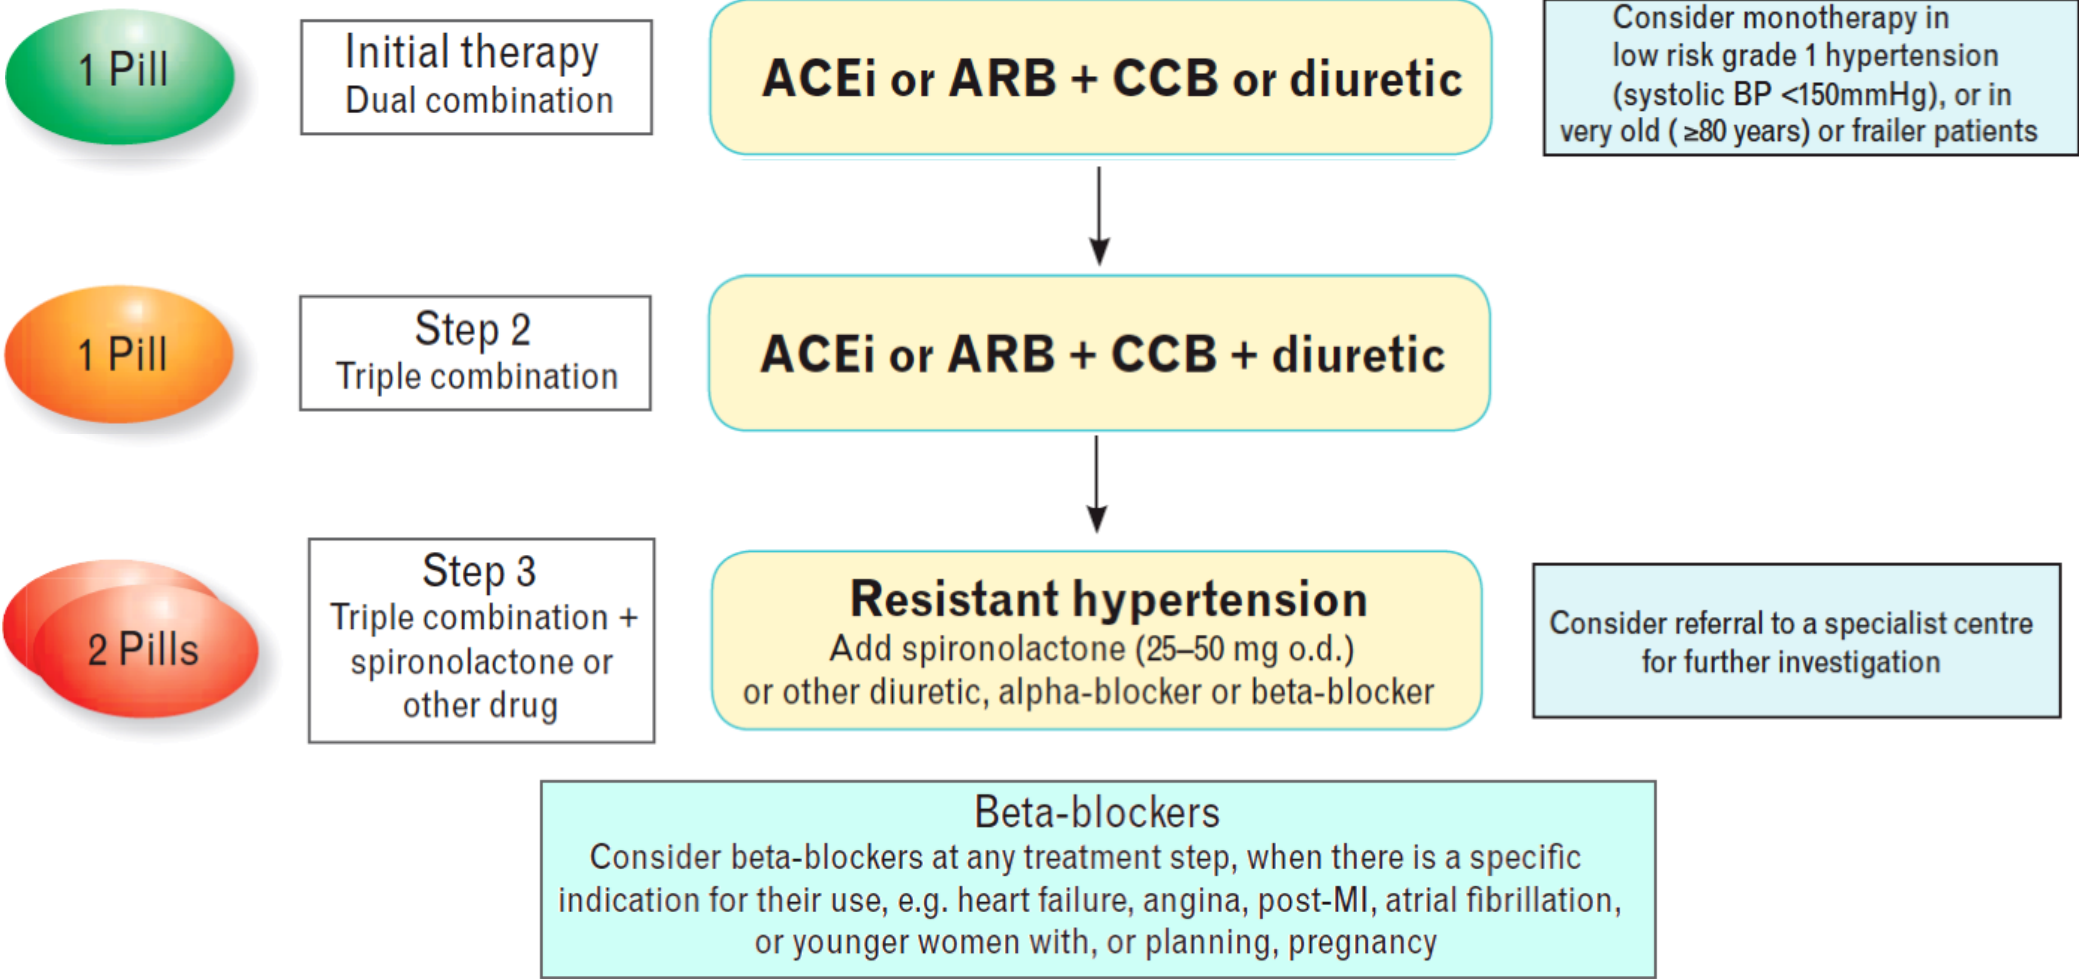 1 Pill
Initial therapy
Dual combination
ACEi or ARB + CCB or diuretic
Consider monotherapy in
low risk grade 1 hypertension
(systolic BP <150mmHg), or in
very old ( ≥80 years) or frailer patients
1 Pill
Step 2
Triple combination
ACEi or ARB + CCB + diuretic
2 Pills
Step 3
Triple combination +
spironolactone or
other drug
Resistant hypertension
Add spironolactone (25–50 mg o.d.)
or other diuretic, alpha-blocker or beta-blocker
Consider referral to a specialist centre
for further investigation
Beta-blockers
Consider beta-blockers at any treatment step, when there is a specific
indication for their use, e.g. heart failure, angina, post-MI, atrial fibrillation,
or younger women with, or planning, pregnancy